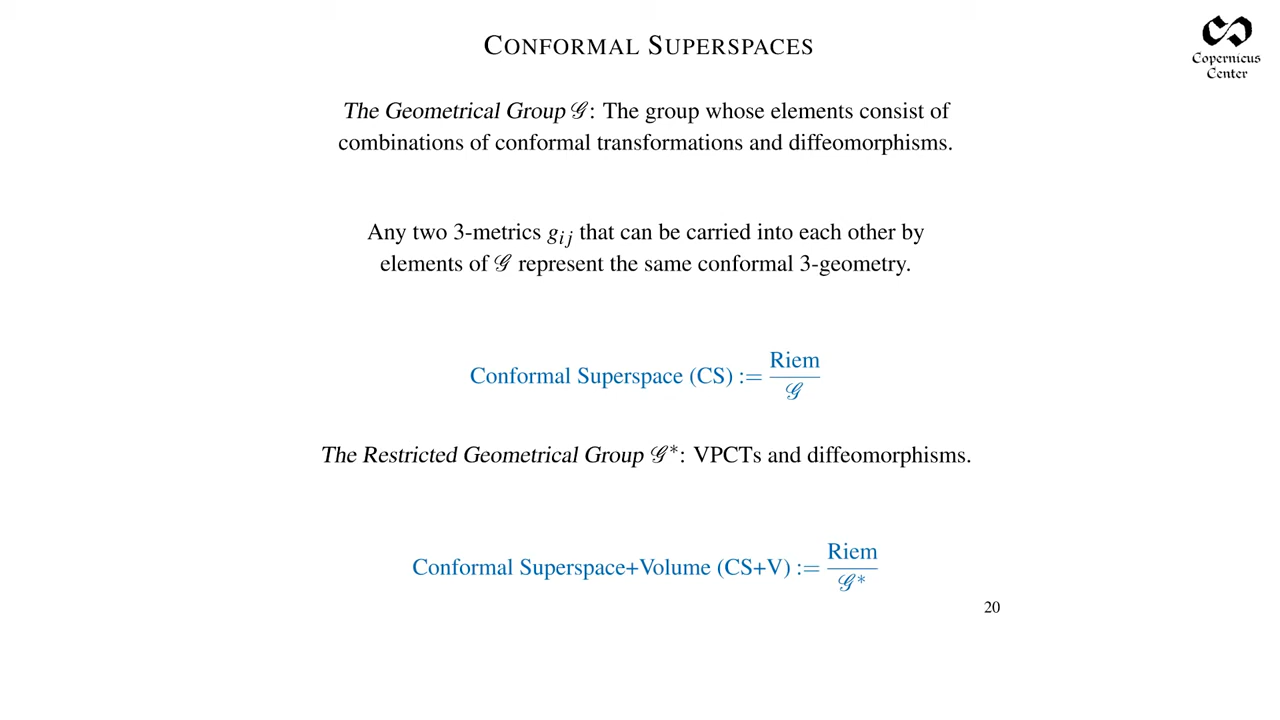 CONFORMAL SUPERSPACES
Copernicus
Center
The Geometrical Group 𝒢: The group whose elements consist of
combinations of conformal transformations and diffeomorphisms.
Any two 3-metrics gᵢⱼ that can be carried into each other by
elements of 𝒢 represent the same conformal 3-geometry.
Conformal Superspace (CS) := Riem / 𝒢
The Restricted Geometrical Group 𝒢*: VPCTs and diffeomorphisms.
Conformal Superspace+Volume (CS+V) := Riem / 𝒢*
20